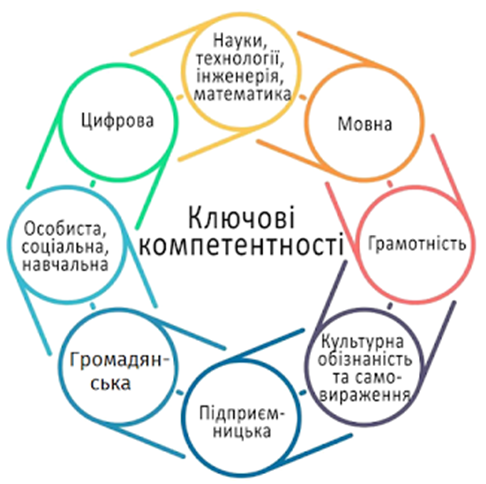 Науки,
технології,
інженерія,
математика
Мовна
Грамотність
Культурна
обізнаність
та само-
вираження
Підприєм-
ницька
Громадян-
ська
Особиста,
соціальна,
навчальна
Цифрова
Ключові
компетентності